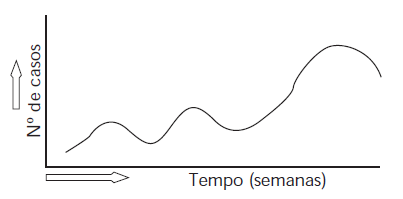 Nº de casos
Tempo (semanas)